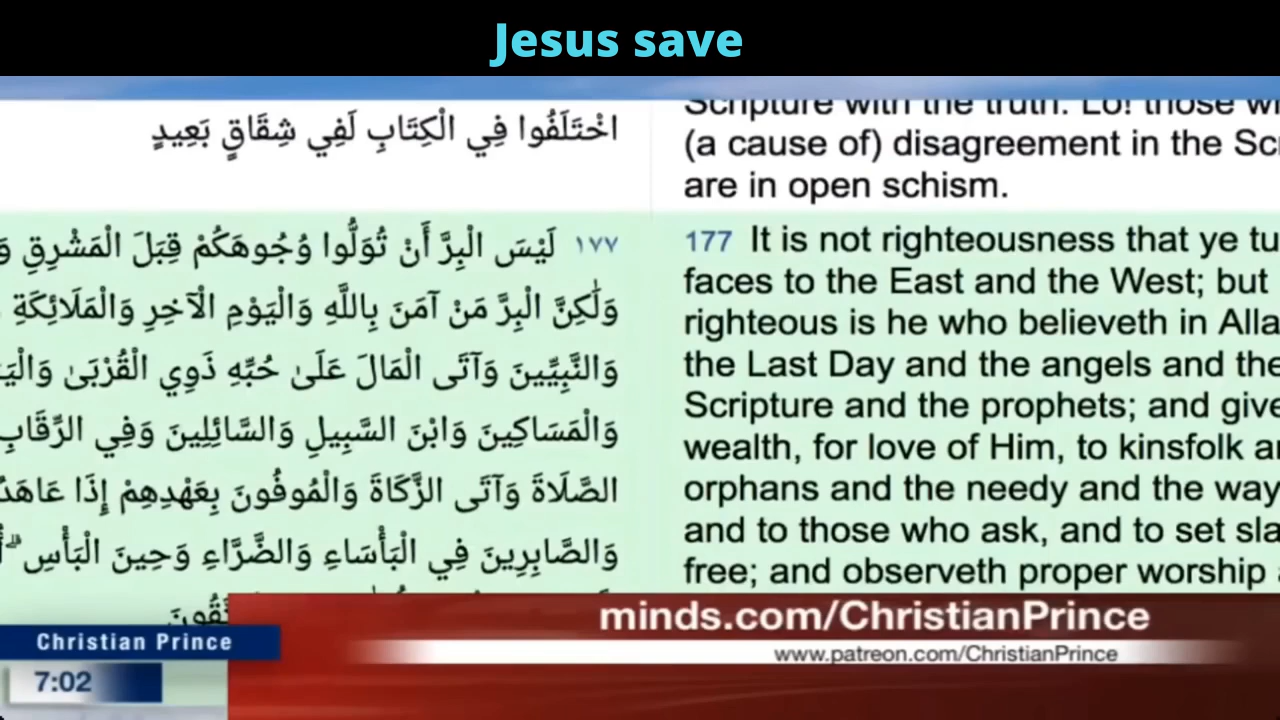 Jesus save
اخْتَلَفُوا فِي الْكِتَابِ لَفِي شِقَاقٍ بَعِيدٍ
١٧٧ لَيْسَ الْبِرَّ أَنْ تُوَلُّوا وُجُوهَكُمْ قِبَلَ الْمَشْرِقِ وَ
وَلَٰكِنَّ الْبِرَّ مَنْ آمَنَ بِاللَّهِ وَالْيَوْمِ الْآخِرِ وَالْمَلَائِكَةِ
وَالنَّبِيِّينَ وَآتَى الْمَالَ عَلَىٰ حُبِّهِ ذَوِي الْقُرْبَىٰ وَالْيَ
وَالْمَسَاكِينَ وَابْنَ السَّبِيلِ وَالسَّائِلِينَ وَفِي الرِّقَابِ
الصَّلَاةَ وَآتَى الزَّكَاةَ وَالْمُوفُونَ بِعَهْدِهِمْ إِذَا عَاهَدُ
وَالصَّابِرِينَ فِي الْبَأْسَاءِ وَالضَّرَّاءِ وَحِينَ الْبَأْسِ ۗ أُ
Scripture with the truth. Lo! those w
(a cause of) disagreement in the Sc
are in open schism.
177 It is not righteousness that ye tu
faces to the East and the West; but
righteous is he who believeth in Alla
the Last Day and the angels and the
Scripture and the prophets; and give
wealth, for love of Him, to kinsfolk a
orphans and the needy and the way
and to those who ask, and to set sla
free; and observeth proper worship
minds.com/ChristianPrince
www.patreon.com/ChristianPrince
Christian Prince
7:02